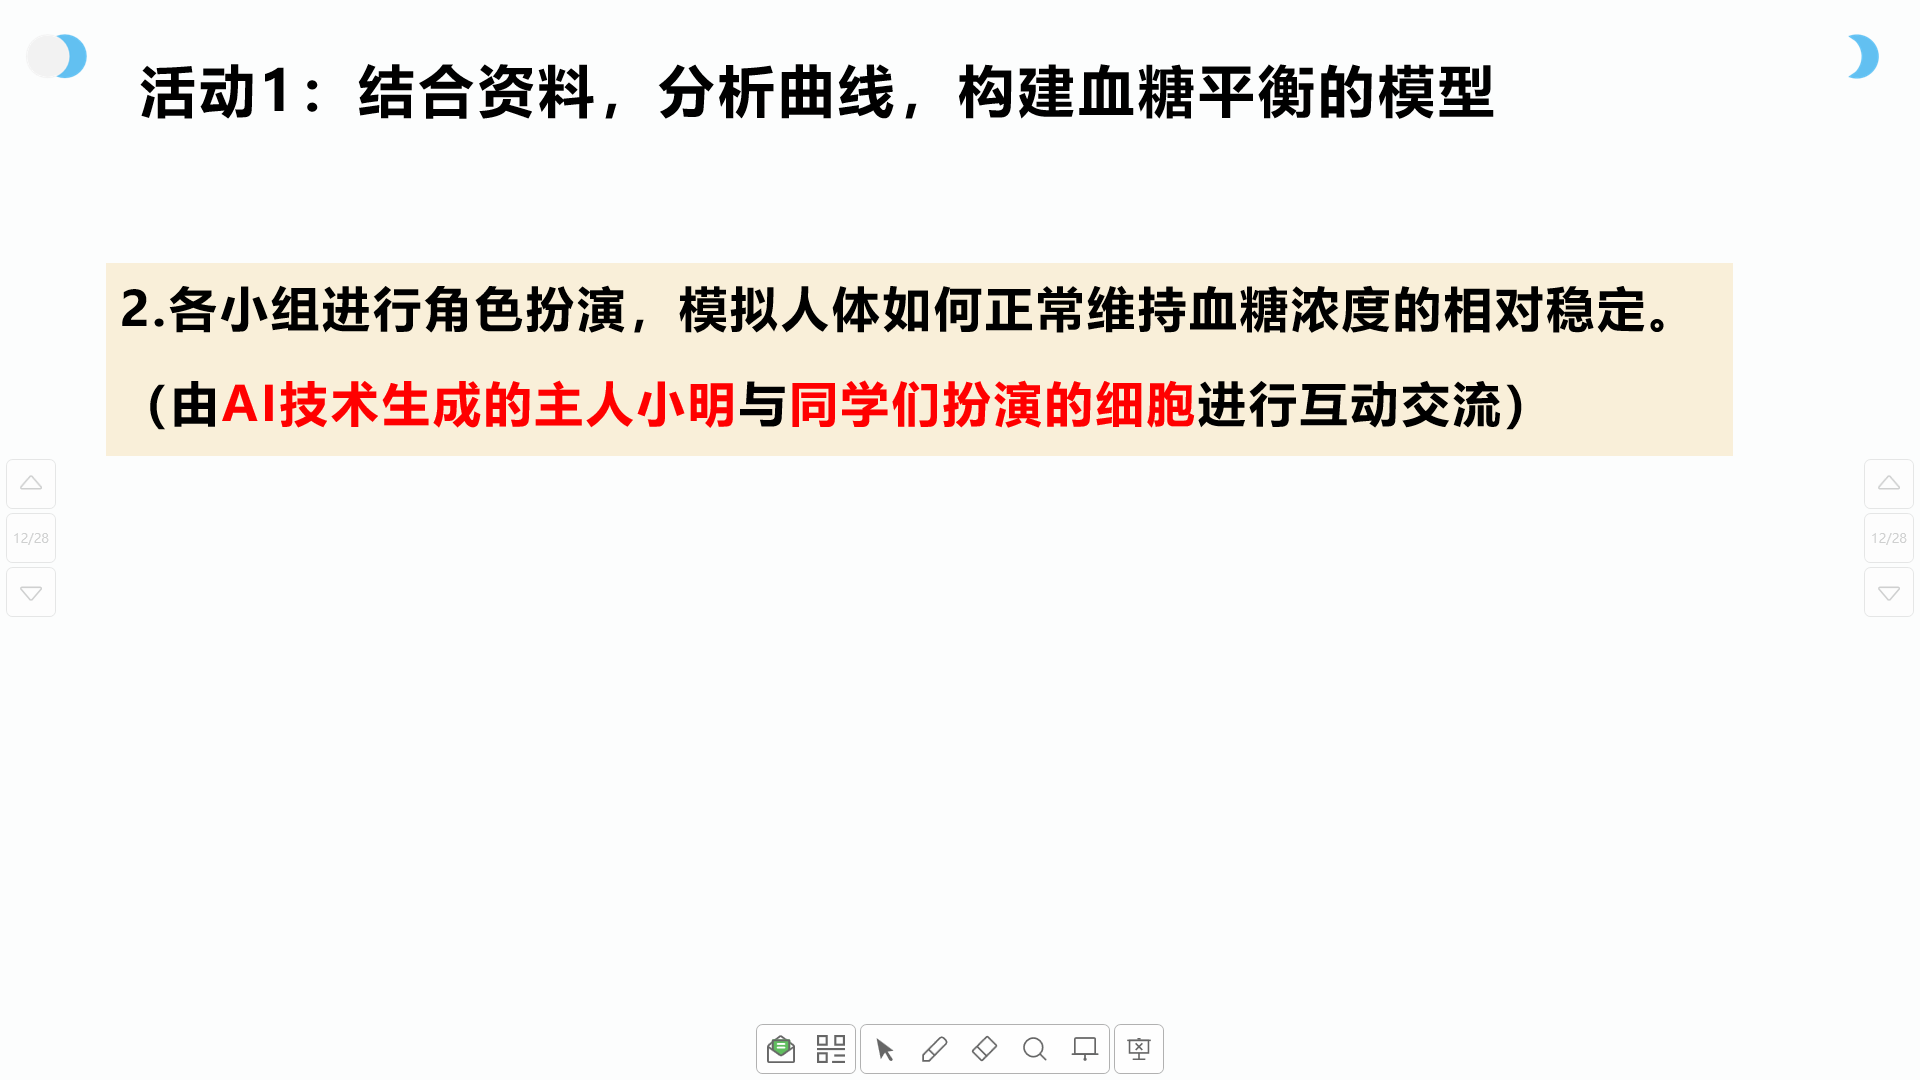 活动1：结合资料，分析曲线，构建血糖平衡的模型
2.各小组进行角色扮演，模拟人体如何正常维持血糖浓度的相对稳定。
（由AI技术生成的主人小明与同学们扮演的细胞进行互动交流）
12/28
12/28